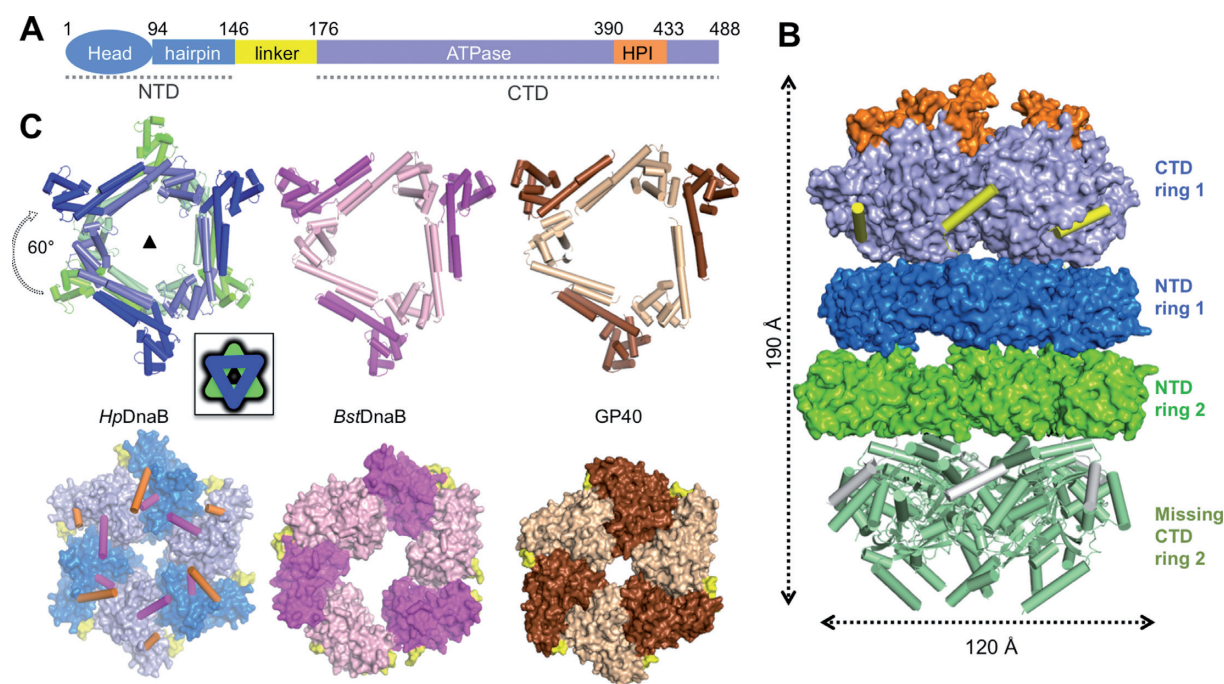 A
1 94 146 176 390 433 488
Head hairpin linker ATPase HPI
NTD CTD
B
190 Å
CTD
ring 1
NTD
ring 1
NTD
ring 2
Missing
CTD
ring 2
120 Å
C
60°
HpDnaB BstDnaB GP40